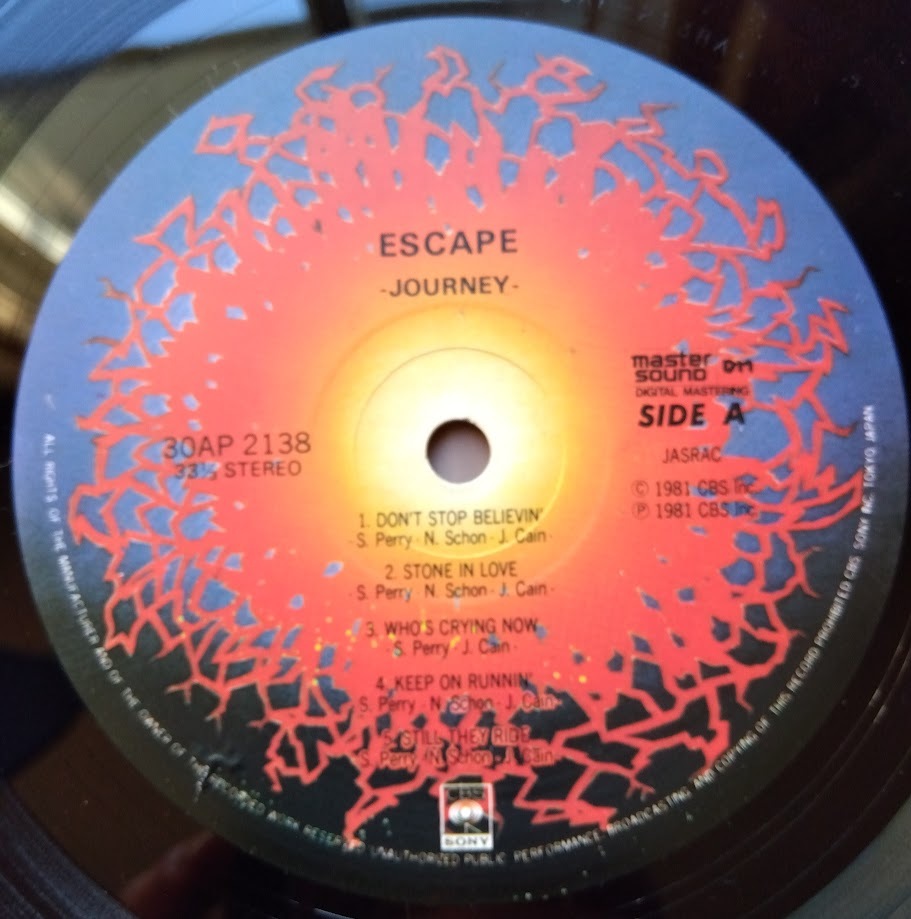 ESCAPE
-JOURNEY-
master
sound DM
DIGITAL MASTERING
SIDE A
30AP 2138
33⅓ STEREO
JASRAC
© 1981 CBS Inc.
℗ 1981 CBS Inc.
1. DON'T STOP BELIEVIN'
· S. Perry · N. Schon · J. Cain ·
2. STONE IN LOVE
· S. Perry · N. Schon · J. Cain ·
3. WHO'S CRYING NOW
· S. Perry · J. Cain ·
4. KEEP ON RUNNIN'
· S. Perry · N. Schon · J. Cain ·
5. STILL THEY RIDE
· S. Perry · N. Schon · J. Cain ·
CBS
SONY
ALL RIGHTS OF THE MANUFACTURER AND OF THE OWNER OF THE RECORDED WORK RESERVED UNAUTHORIZED PUBLIC PERFORMANCE·BROADCASTING AND COPYING OF THIS RECORD PROHIBITED CBS SONY INC. TOKYO JAPAN